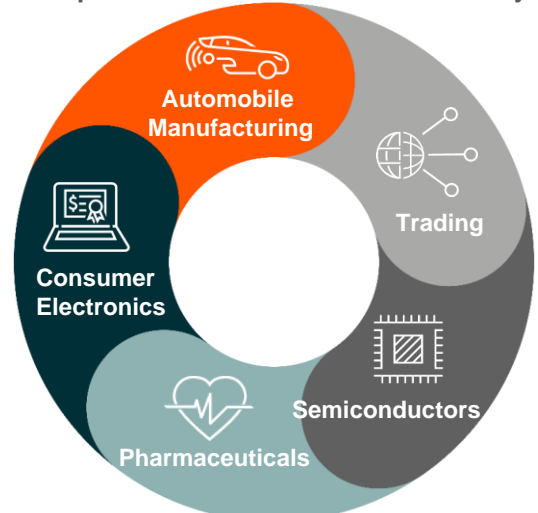 Automobile
Manufacturing
Trading
Consumer
Electronics
$=
Semiconductors
Pharmaceuticals